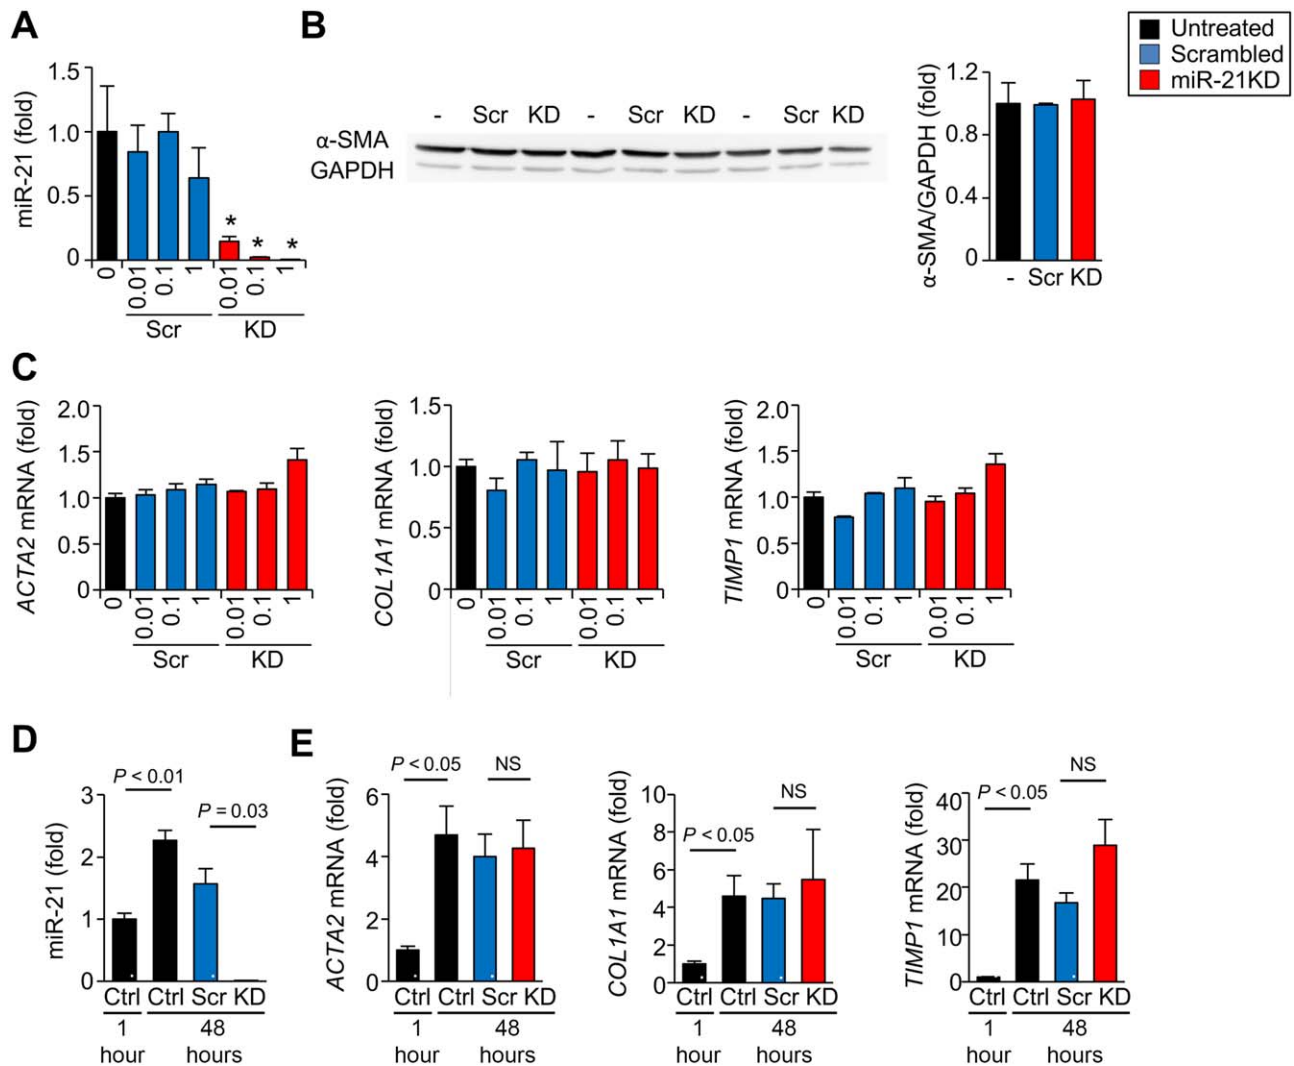 A
B
Untreated
Scrambled
miR-21KD
miR-21 (fold)
1.5
1.0
0.5
0
* * *
0 0.01 0.1 1 0.01 0.1 1
Scr KD
- Scr KD - Scr KD - Scr KD
α-SMA
GAPDH
α-SMA/GAPDH (fold)
1.2
0.8
0.4
0
- Scr KD
C
ACTA2 mRNA (fold)
2.0
1.5
1.0
0.5
0
0 0.01 0.1 1 0.01 0.1 1
Scr KD
COL1A1 mRNA (fold)
1.5
1.0
0.5
0
0 0.01 0.1 1 0.01 0.1 1
Scr KD
TIMP1 mRNA (fold)
2.0
1.5
1.0
0.5
0
0 0.01 0.1 1 0.01 0.1 1
Scr KD
D
miR-21 (fold)
P < 0.01
P = 0.03
3
2
1
0
Ctrl Ctrl Scr KD
1 48
hour hours
E
ACTA2 mRNA (fold)
P < 0.05 NS
6
4
2
0
Ctrl Ctrl Scr KD
1 48
hour hours
COL1A1 mRNA (fold)
NS
P < 0.05
10
8
6
4
2
0
Ctrl Ctrl Scr KD
1 48
hour hours
TIMP1 mRNA (fold)
NS
P < 0.05
40
30
20
10
0
Ctrl Ctrl Scr KD
1 48
hour hours